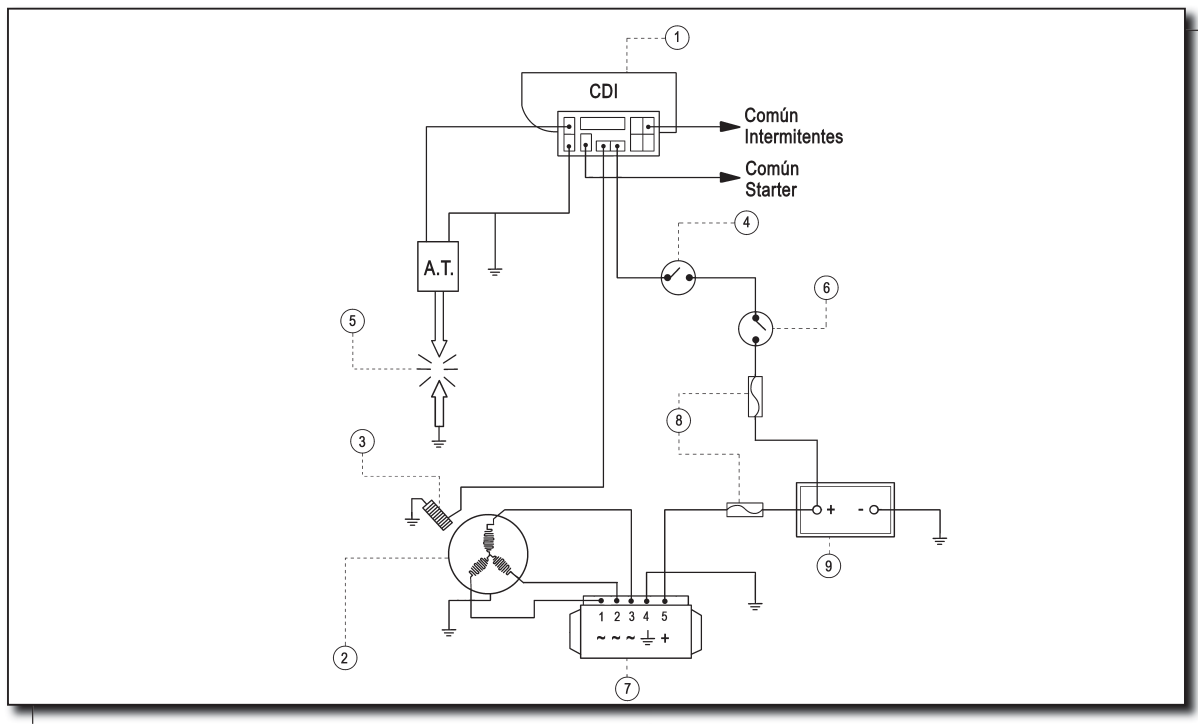 1
CDI
Común
Intermitentes
Común
Starter
4
A.T.
6
5
8
3
+ -
9
2
1 2 3 4 5
~ ~ ~ ⏚ +
7